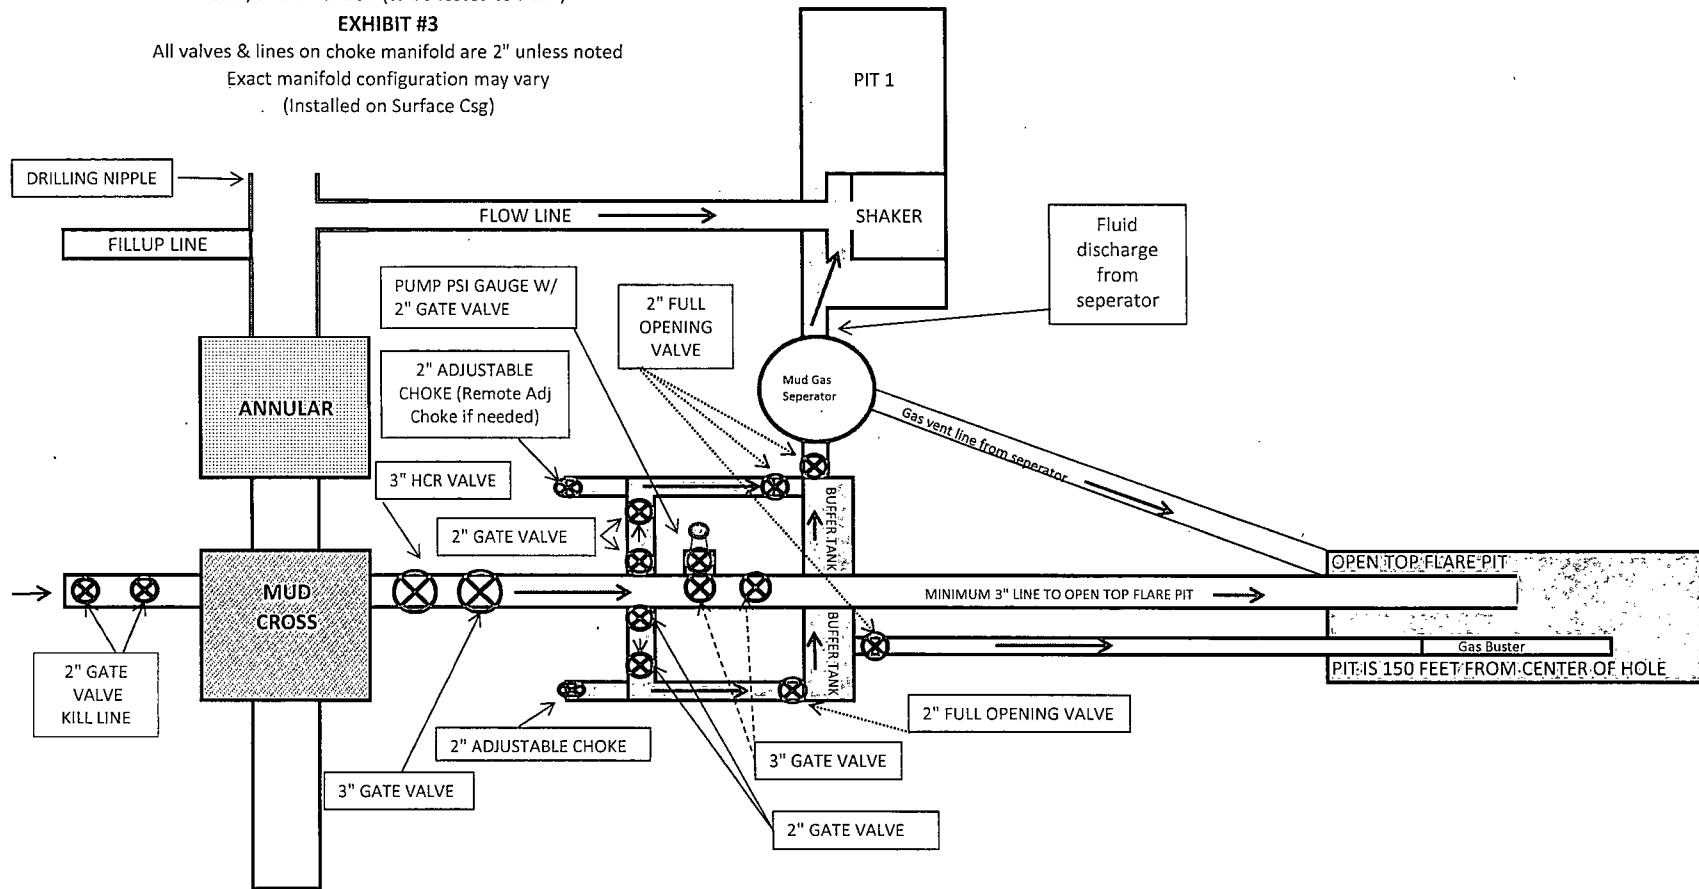 EXHIBIT #3
All valves & lines on choke manifold are 2" unless noted
Exact manifold configuration may vary
(Installed on Surface Csg)
PIT 1
DRILLING NIPPLE
FLOW LINE
SHAKER
FILLUP LINE
Fluid
discharge
from
seperator
PUMP PSI GAUGE W/
2" GATE VALVE
2" FULL
OPENING
VALVE
2" ADJUSTABLE
CHOKE (Remote Adj
Choke if needed)
Mud Gas
Seperator
ANNULAR
Gas vent line from seperator
3" HCR VALVE
2" GATE VALVE
BUFFER TANK
OPEN TOP FLARE PIT
MUD
CROSS
MINIMUM 3" LINE TO OPEN TOP FLARE PIT
BUFFER TANK
Gas Buster
PIT IS 150 FEET FROM CENTER OF HOLE
2" GATE
VALVE
KILL LINE
2" FULL OPENING VALVE
2" ADJUSTABLE CHOKE
3" GATE VALVE
3" GATE VALVE
2" GATE VALVE